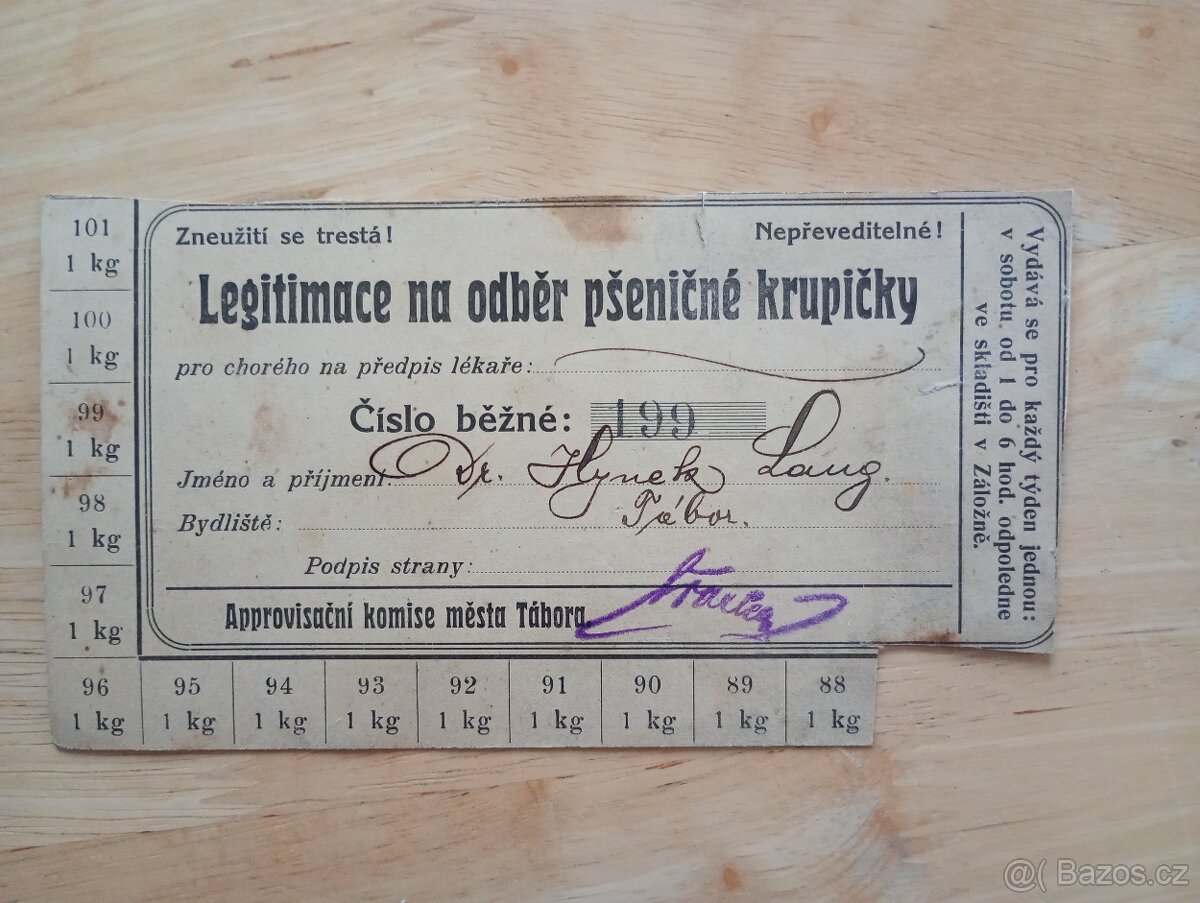 Zneužití se trestá!
Nepřeveditelné!
Legitimace na odběr pšeničné krupičky
pro chorého na předpis lékaře:
Číslo běžné: 199
Jméno a příjmení: Dr. Hynek Lang.
Bydliště: Tábor.
Podpis strany:
Approvisační komise města Tábora.
Vydává se pro každý týden jednou:
v sobotu od 1 do 6 hod. odpoledne
ve skladišti v Záložně.
101
1 kg
100
1 kg
99
1 kg
98
1 kg
97
1 kg
96 95 94 93 92 91 90 89 88
1 kg 1 kg 1 kg 1 kg 1 kg 1 kg 1 kg 1 kg 1 kg
@( Bazos.cz